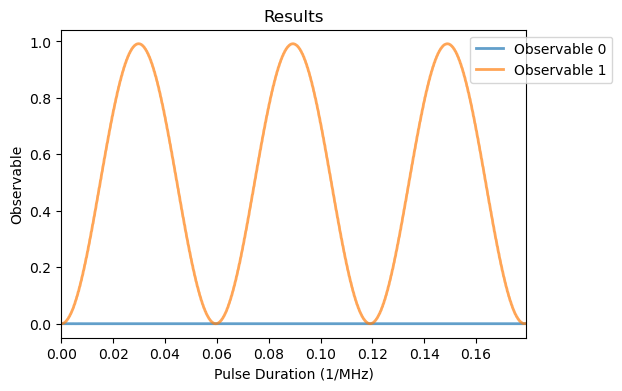 Results
Observable 0
Observable 1
Observable
1.0
0.8
0.6
0.4
0.2
0.0
0.00 0.02 0.04 0.06 0.08 0.10 0.12 0.14 0.16
Pulse Duration (1/MHz)